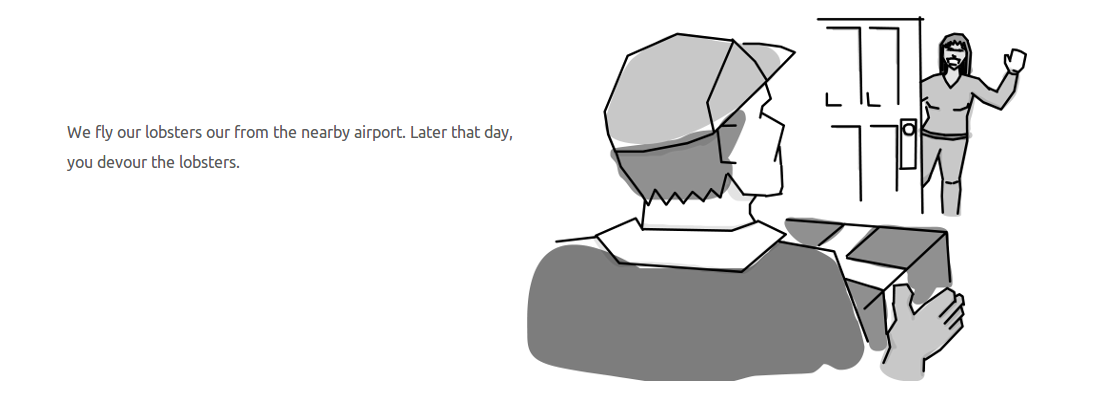 We fly our lobsters our from the nearby airport. Later that day,
you devour the lobsters.